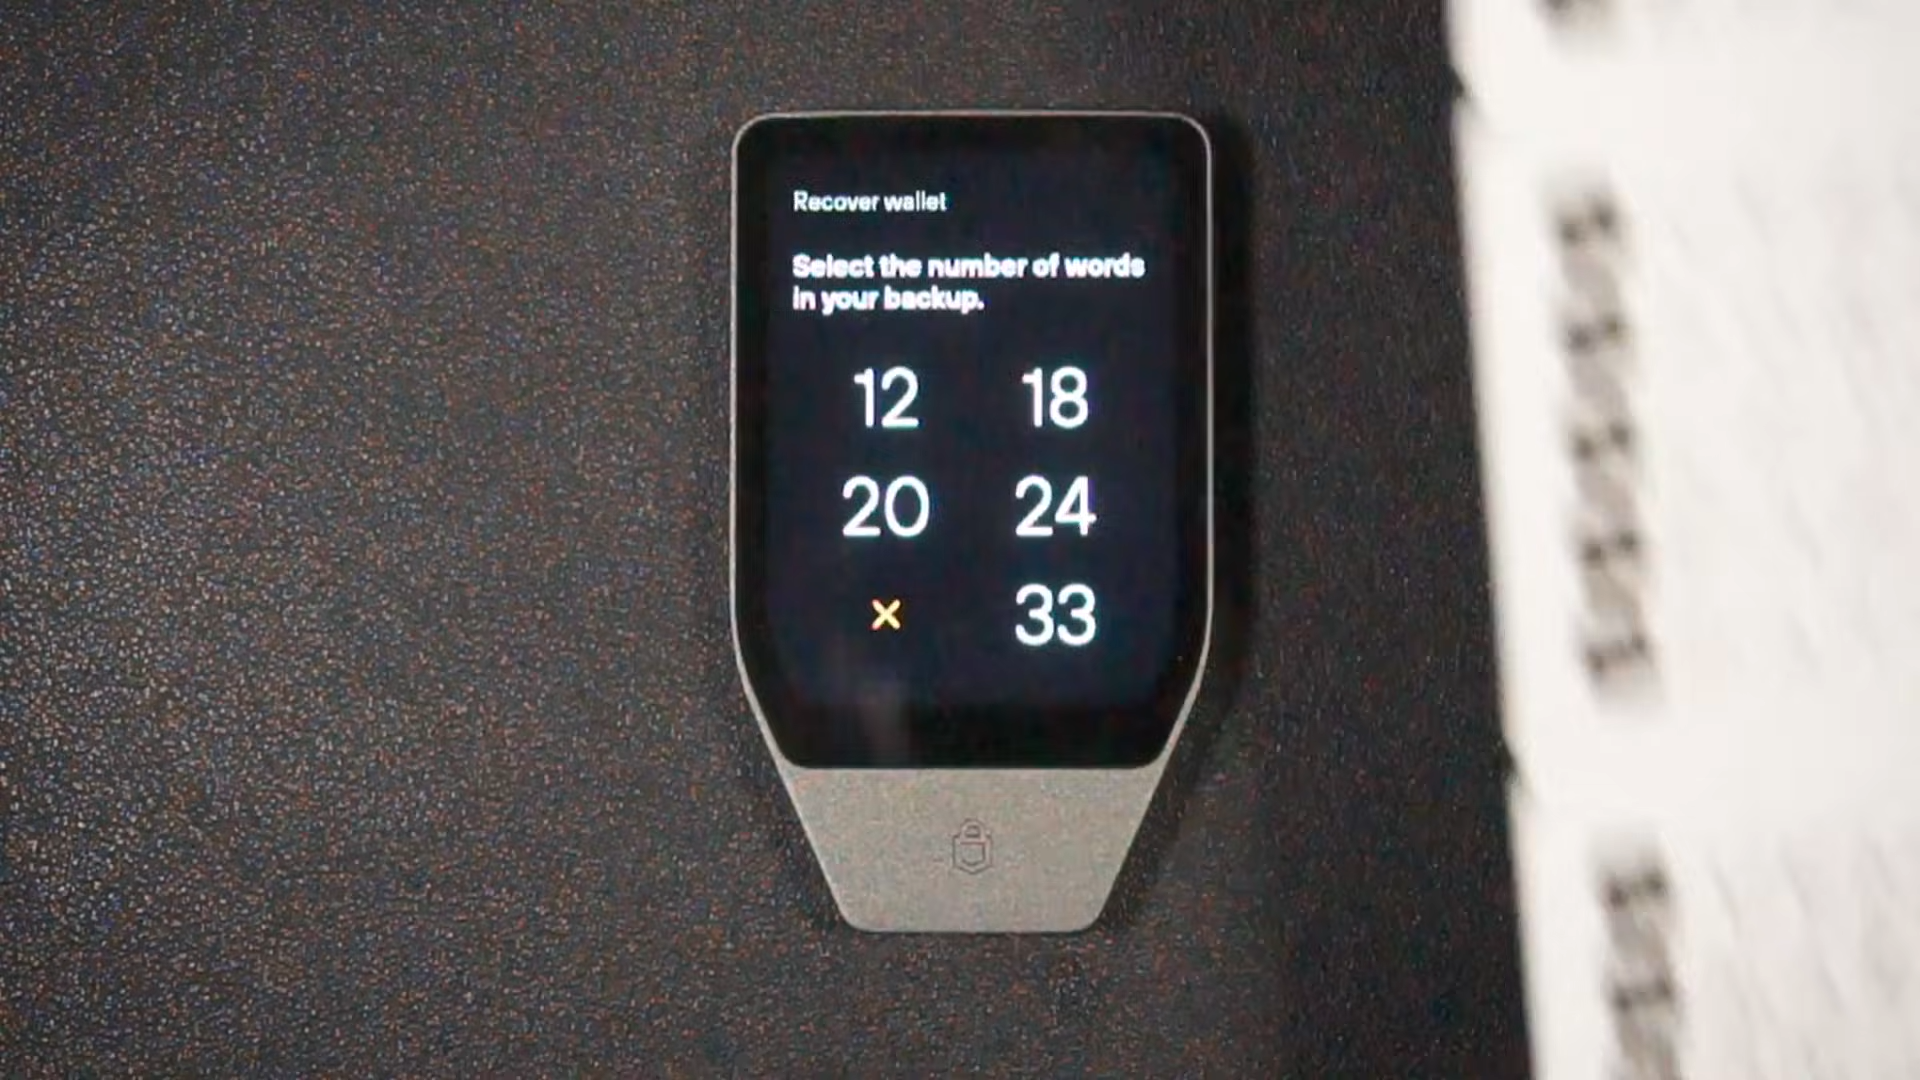 Recover wallet
Select the number of words
in your backup.
12 18
20 24
× 33